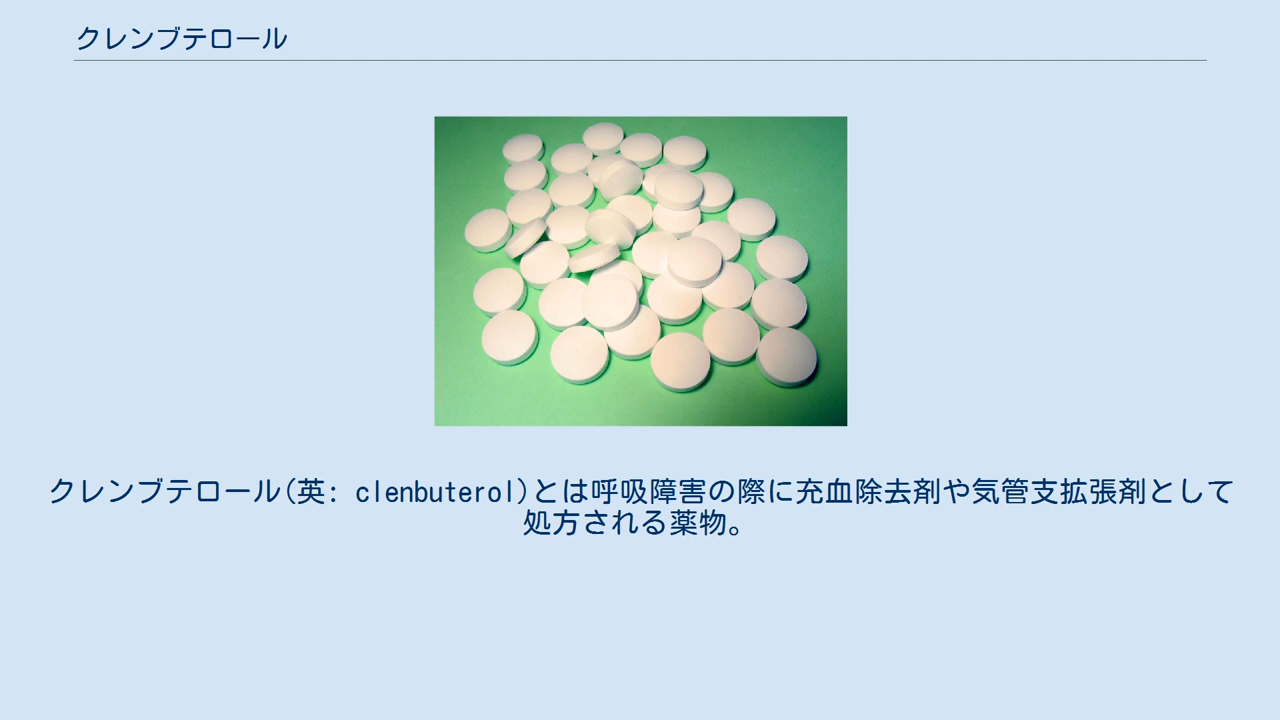 クレンブテロール
クレンブテロール(英: clenbuterol)とは呼吸障害の際に充血除去剤や気管支拡張剤として
処方される薬物。